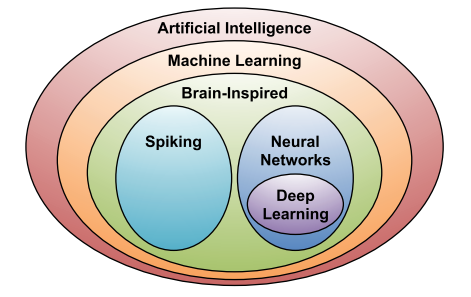 Artificial Intelligence
Machine Learning
Brain-Inspired
Spiking
Neural
Networks
Deep
Learning